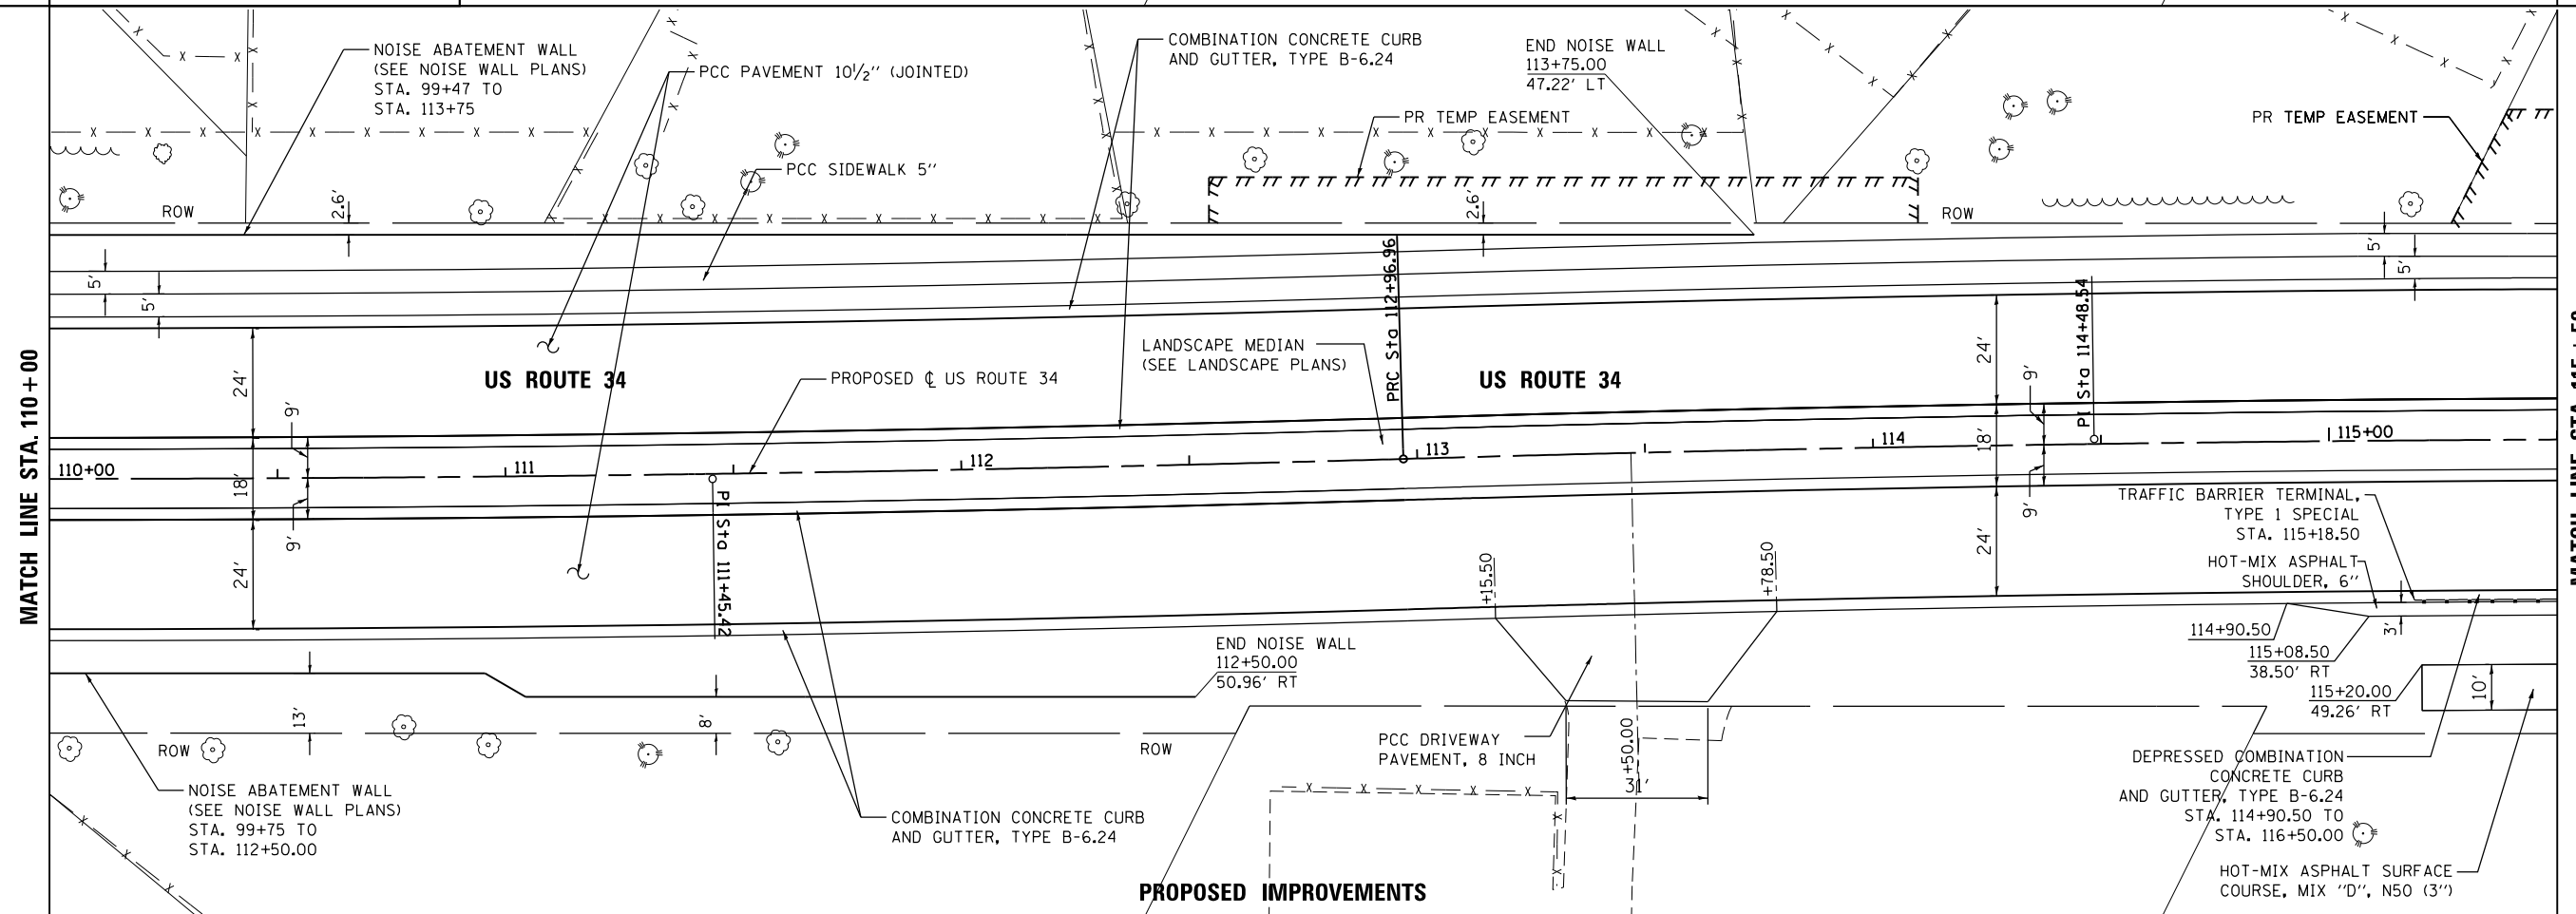 NOISE ABATEMENT WALL
(SEE NOISE WALL PLANS)
STA. 99+47 TO
STA. 113+75
PCC PAVEMENT 10½" (JOINTED)
COMBINATION CONCRETE CURB
AND GUTTER, TYPE B-6.24
END NOISE WALL
113+75.00
47.22' LT
PR TEMP EASEMENT
PR TEMP EASEMENT
PCC SIDEWALK 5"
ROW
2.6'
2.6'
ROW
5'
5'
5'
5'
PRC Sta 112+96.96
PI Sta 114+48.54
MATCH LINE STA. 110+00
24'
US ROUTE 34
PROPOSED ℄ US ROUTE 34
LANDSCAPE MEDIAN
(SEE LANDSCAPE PLANS)
US ROUTE 34
24'
9'
9'
110+00
111
112
113
114
115+00
18'
18'
9'
9'
PI Sta 111+45.42
24'
24'
TRAFFIC BARRIER TERMINAL,
TYPE 1 SPECIAL
STA. 115+18.50
HOT-MIX ASPHALT
SHOULDER, 6"
+15.50
+78.50
114+90.50
3'
115+08.50
38.50' RT
115+20.00
49.26' RT
10'
END NOISE WALL
112+50.00
50.96' RT
13'
8'
ROW
ROW
PCC DRIVEWAY
PAVEMENT, 8 INCH
+50.00
31'
NOISE ABATEMENT WALL
(SEE NOISE WALL PLANS)
STA. 99+75 TO
STA. 112+50.00
COMBINATION CONCRETE CURB
AND GUTTER, TYPE B-6.24
DEPRESSED COMBINATION
CONCRETE CURB
AND GUTTER, TYPE B-6.24
STA. 114+90.50 TO
STA. 116+50.00
HOT-MIX ASPHALT SURFACE
COURSE, MIX "D", N50 (3")
PROPOSED IMPROVEMENTS